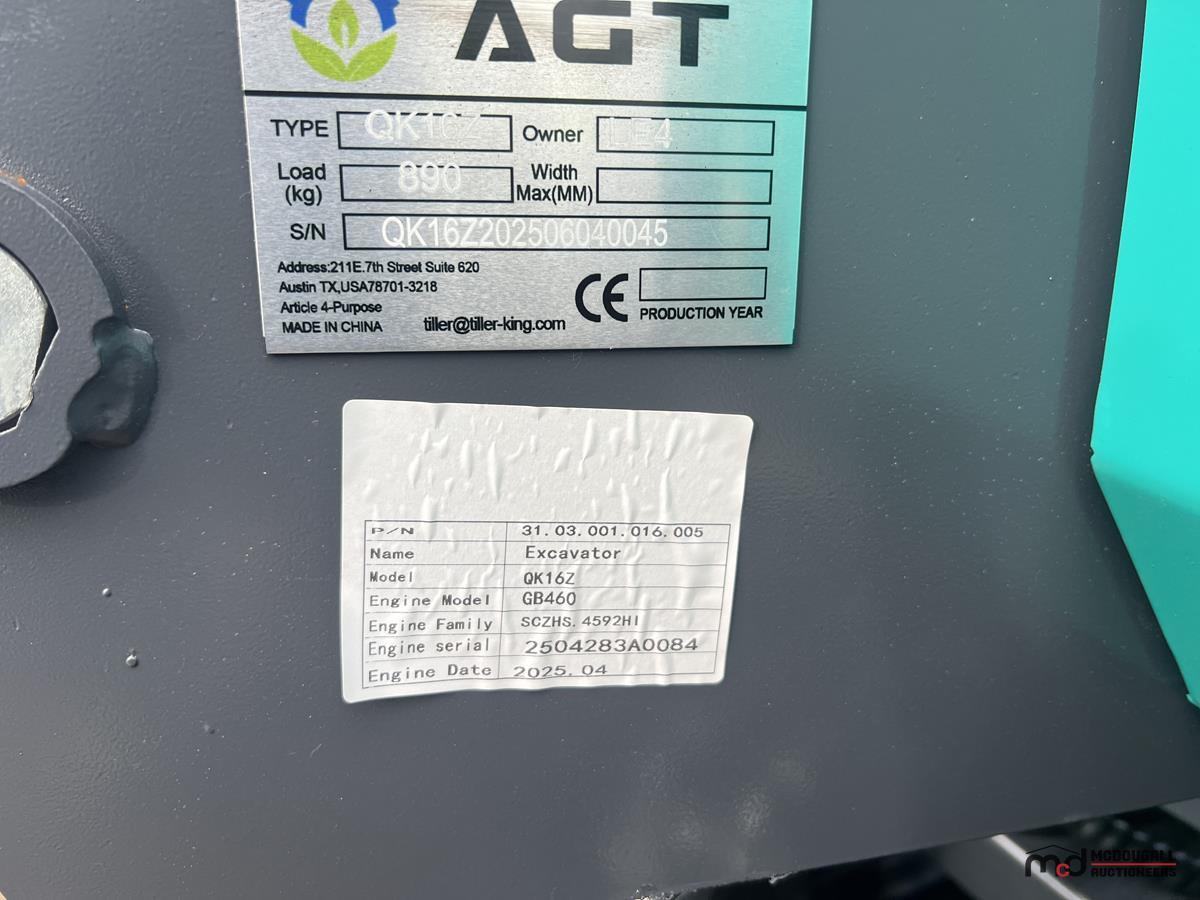 AGT
TYPE QK16Z Owner
Load (kg) 890 Width Max(MM)
S/N QK16Z202506040045
Address:211E.7th Street Suite 620
Austin TX,USA78701-3218
Article 4-Purpose
MADE IN CHINA tiller@tiller-king.com CE PRODUCTION YEAR
P/N 31.03.001.016.005
Name Excavator
Model QK16Z
Engine Model GB460
Engine Family SCZHS.4592HI
Engine serial 2504283A0084
Engine Date 2025.04
mcd MCDOUGALL
AUCTIONEERS